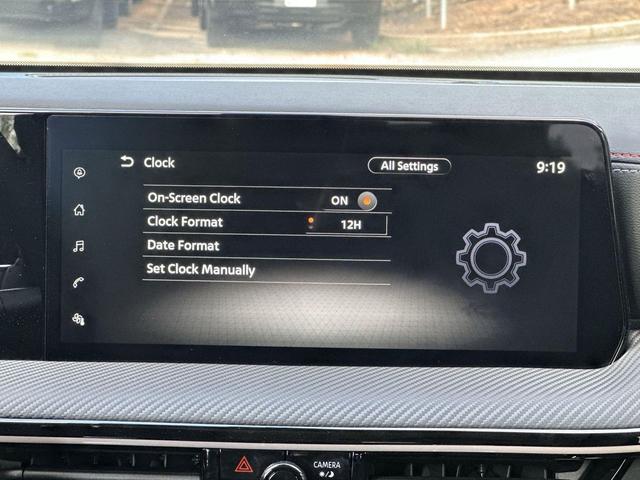 Clock
All Settings
9:19
On-Screen Clock ON
Clock Format 12H
Date Format
Set Clock Manually
CAMERA